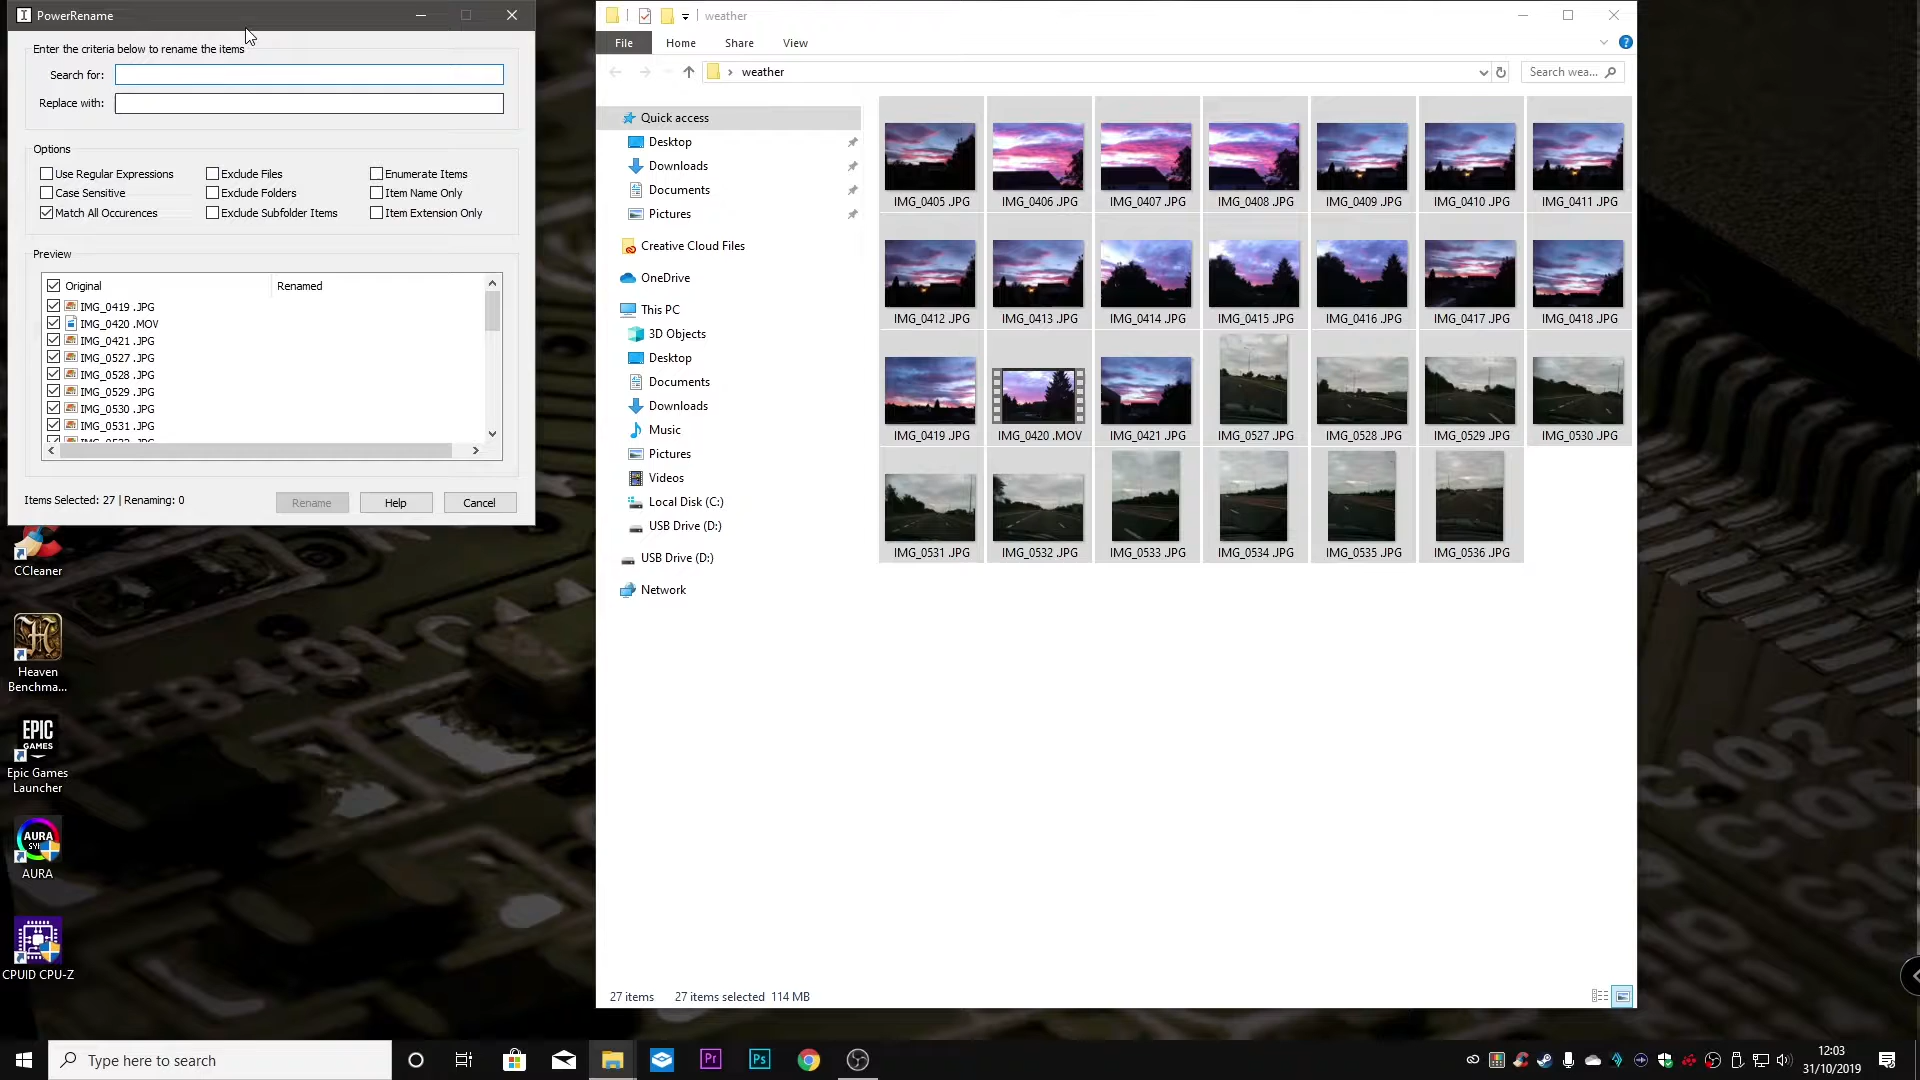 PowerRename
Enter the criteria below to rename the items
Search for:
Replace with:
Options
Use Regular Expressions
Exclude Files
Enumerate Items
Case Sensitive
Exclude Folders
Item Name Only
Match All Occurences
Exclude Subfolder Items
Item Extension Only
Preview
Original Renamed
IMG_0419 .JPG
IMG_0420 .MOV
IMG_0421 .JPG
IMG_0527 .JPG
IMG_0528 .JPG
IMG_0529 .JPG
IMG_0530 .JPG
IMG_0531 .JPG
Items Selected: 27 | Renaming: 0
Rename
Help
Cancel
CCleaner
Heaven
Benchma...
EPIC
GAMES
Epic Games
Launcher
AURA
AURA
CPUID CPU-Z
weather
File Home Share View
weather
Search wea...
Quick access
Desktop
Downloads
Documents
Pictures
Creative Cloud Files
OneDrive
This PC
3D Objects
Desktop
Documents
Downloads
Music
Pictures
Videos
Local Disk (C:)
USB Drive (D:)
USB Drive (D:)
Network
IMG_0405 .JPG IMG_0406 .JPG IMG_0407 .JPG IMG_0408 .JPG IMG_0409 .JPG IMG_0410 .JPG IMG_0411 .JPG
IMG_0412 .JPG IMG_0413 .JPG IMG_0414 .JPG IMG_0415 .JPG IMG_0416 .JPG IMG_0417 .JPG IMG_0418 .JPG
IMG_0419 .JPG IMG_0420 .MOV IMG_0421 .JPG IMG_0527 .JPG IMG_0528 .JPG IMG_0529 .JPG IMG_0530 .JPG
IMG_0531 .JPG IMG_0532 .JPG IMG_0533 .JPG IMG_0534 .JPG IMG_0535 .JPG IMG_0536 .JPG
27 items 27 items selected 114 MB
Type here to search
Pr
Ps
12:03
31/10/2019